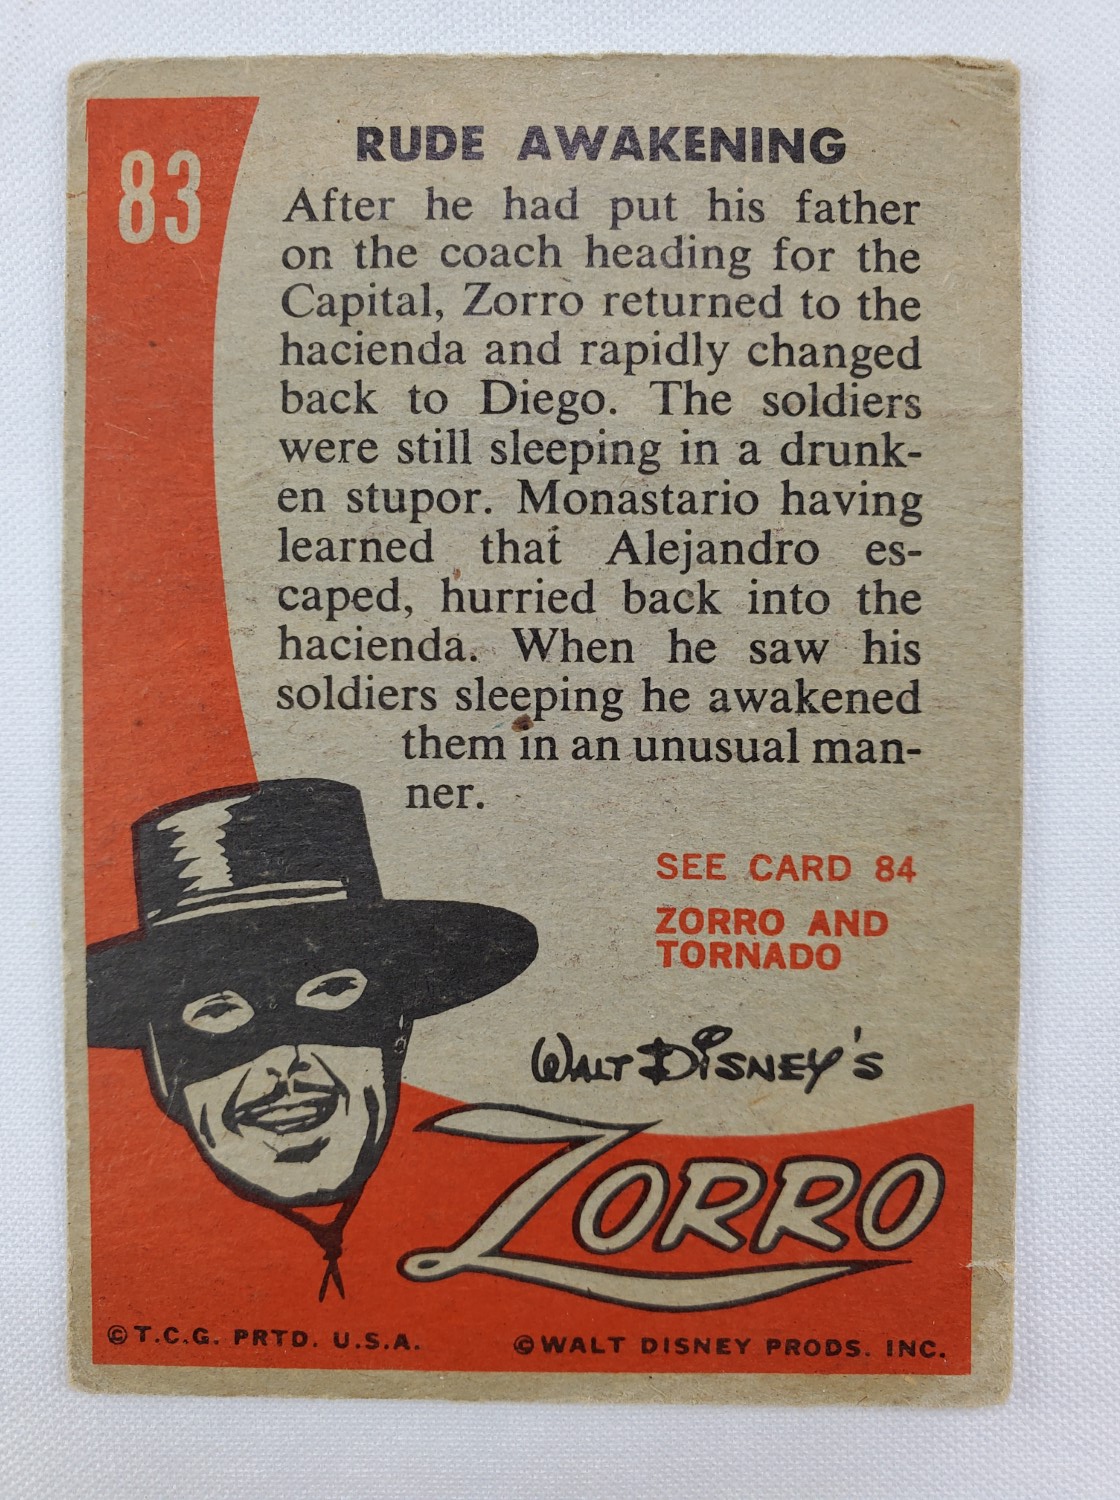 83
RUDE AWAKENING
After he had put his father
on the coach heading for the
Capital, Zorro returned to the
hacienda and rapidly changed
back to Diego. The soldiers
were still sleeping in a drunk-
en stupor. Monastario having
learned that Alejandro es-
caped, hurried back into the
hacienda. When he saw his
soldiers sleeping he awakened
them in an unusual man-
ner.
SEE CARD 84
ZORRO AND
TORNADO
WALT DISNEY'S
ZORRO
©T.C.G. PRTD. U.S.A.
©WALT DISNEY PRODS. INC.